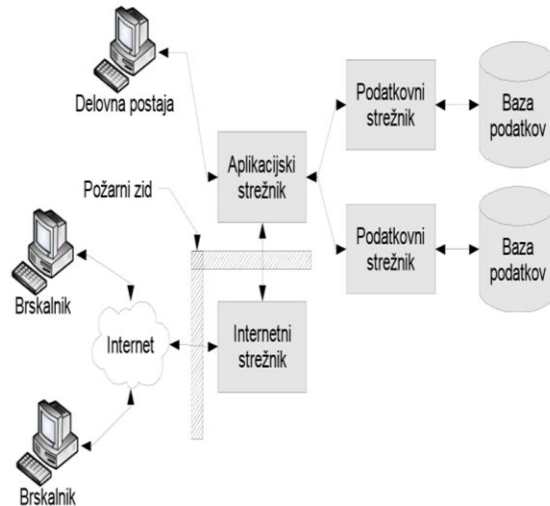 Delovna postaja
Podatkovni
strežnik
Baza
podatkov
Aplikacijski
strežnik
Požarni zid
Podatkovni
strežnik
Baza
podatkov
Brskalnik
Internet
Internetni
strežnik
Brskalnik